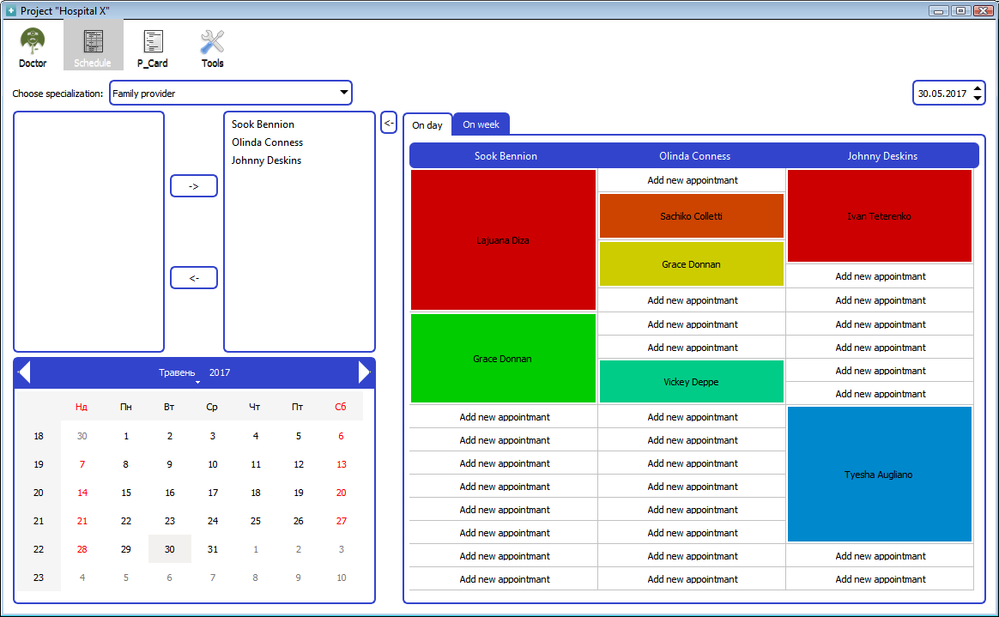 Project "Hospital X"
Doctor
Schedule
P_Card
Tools
Choose specialization:
Family provider
30.05.2017
Sook Bennion
Olinda Conness
Johnny Deskins
->
<-
<-
On day
On week
Sook Bennion Olinda Conness Johnny Deskins
Lajuana Diza
Grace Donnan
Add new appointmant
Add new appointmant
Add new appointmant
Add new appointmant
Add new appointmant
Add new appointmant
Add new appointmant
Add new appointmant
Add new appointmant
Sachiko Colletti
Grace Donnan
Add new appointmant
Add new appointmant
Add new appointmant
Vickey Deppe
Add new appointmant
Add new appointmant
Add new appointmant
Add new appointmant
Add new appointmant
Add new appointmant
Add new appointmant
Add new appointmant
Ivan Teterenko
Add new appointmant
Add new appointmant
Add new appointmant
Add new appointmant
Add new appointmant
Add new appointmant
Tyesha Augliano
Add new appointmant
Add new appointmant
Травень 2017
Нд Пн Вт Ср Чт Пт Сб
18 30 1 2 3 4 5 6
19 7 8 9 10 11 12 13
20 14 15 16 17 18 19 20
21 21 22 23 24 25 26 27
22 28 29 30 31 1 2 3
23 4 5 6 7 8 9 10